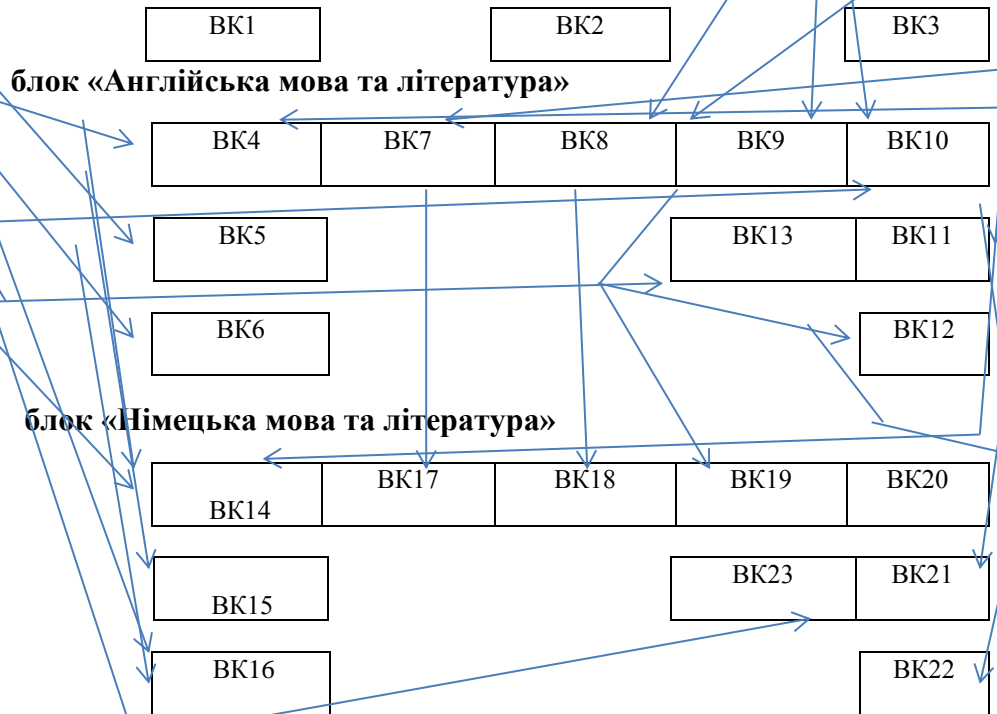 ВК1 ВК2 ВК3
блок «Англійська мова та література»
ВК4 ВК7 ВК8 ВК9 ВК10
ВК5 ВК13 ВК11
ВК6 ВК12
блок «Німецька мова та література»
ВК14 ВК17 ВК18 ВК19 ВК20
ВК15 ВК23 ВК21
ВК16 ВК22